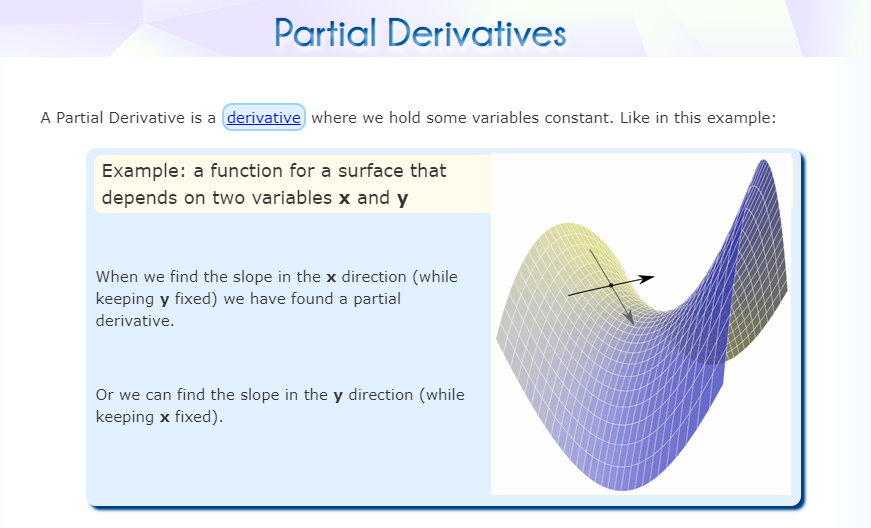 Partial Derivatives
A Partial Derivative is a derivative where we hold some variables constant. Like in this example:
Example: a function for a surface that
depends on two variables x and y
When we find the slope in the x direction (while
keeping y fixed) we have found a partial
derivative.
Or we can find the slope in the y direction (while
keeping x fixed).